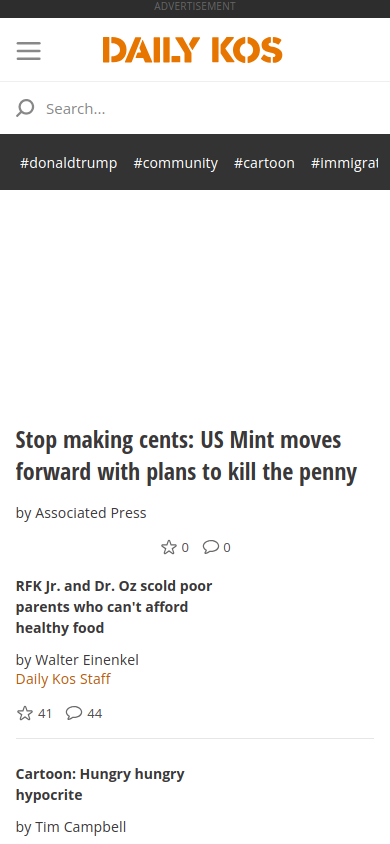 ADVERTISEMENT
DAILY KOS
Search...
#donaldtrump #community #cartoon #immigrat
Stop making cents: US Mint moves
forward with plans to kill the penny
by Associated Press
0 0
RFK Jr. and Dr. Oz scold poor
parents who can't afford
healthy food
by Walter Einenkel
Daily Kos Staff
41 44
Cartoon: Hungry hungry
hypocrite
by Tim Campbell